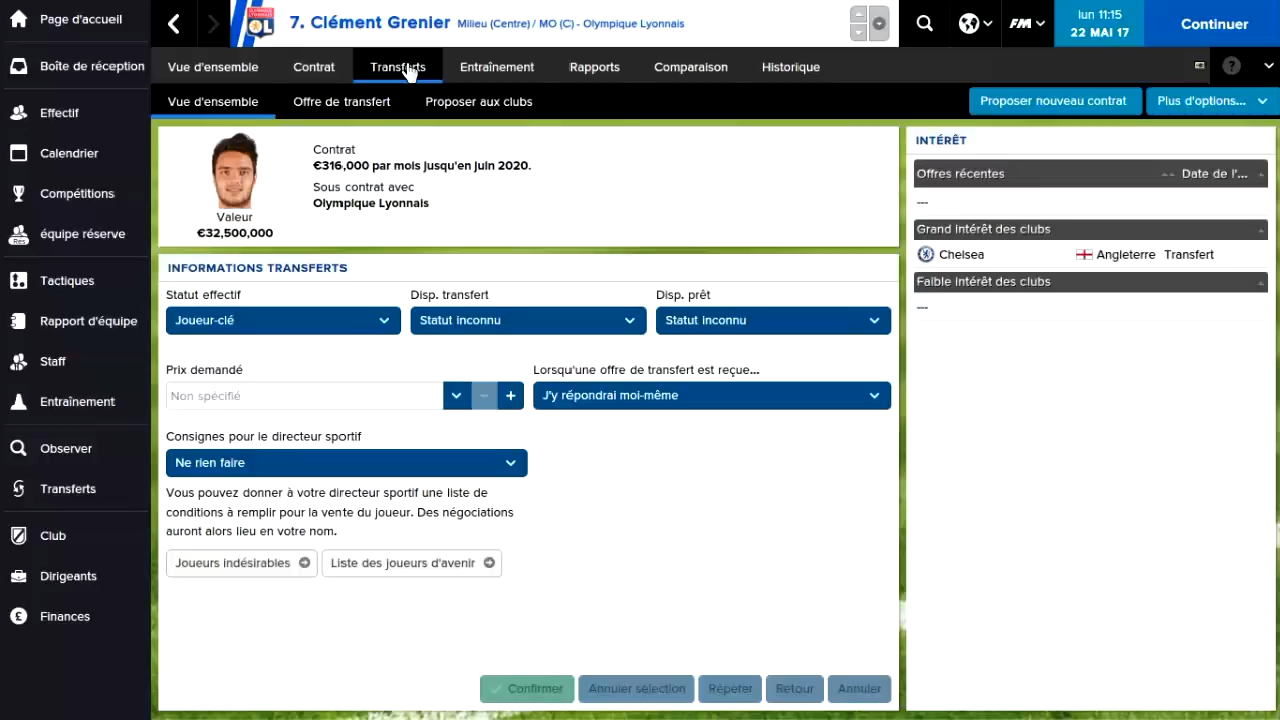 Page d'accueil
Boîte de réception
Effectif
Calendrier
Compétitions
équipe réserve
Tactiques
Rapport d'équipe
Staff
Entraînement
Observer
Transferts
Club
Dirigeants
Finances
7. Clément Grenier Milieu (Centre) / MO (C) - Olympique Lyonnais
FM
lun 11:15
22 MAI 17
Continuer
Vue d'ensemble Contrat Transferts Entraînement Rapports Comparaison Historique
Vue d'ensemble Offre de transfert Proposer aux clubs
Proposer nouveau contrat Plus d'options...
Contrat
€316,000 par mois jusqu'en juin 2020.
Sous contrat avec
Olympique Lyonnais
Valeur
€32,500,000
INFORMATIONS TRANSFERTS
Statut effectif Disp. transfert Disp. prêt
Joueur-clé Statut inconnu Statut inconnu
Prix demandé Lorsqu'une offre de transfert est reçue...
Non spécifié J'y répondrai moi-même
Consignes pour le directeur sportif
Ne rien faire
Vous pouvez donner à votre directeur sportif une liste de
conditions à remplir pour la vente du joueur. Des négociations
auront alors lieu en votre nom.
Joueurs indésirables Liste des joueurs d'avenir
Confirmer Annuler sélection Répéter Retour Annuler
INTÉRÊT
Offres récentes Date de l'...
---
Grand intérêt des clubs
Chelsea Angleterre Transfert
Faible intérêt des clubs
---